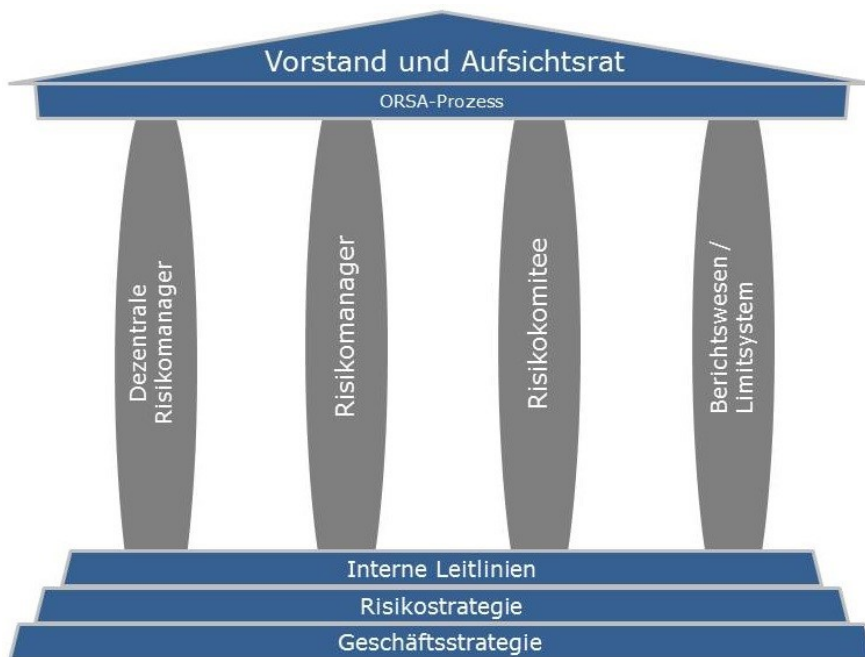 Vorstand und Aufsichtsrat
ORSA-Prozess
Dezentrale
Risikomanager
Risikomanager
Risikokomitee
Berichtswesen /
Limitsystem
Interne Leitlinien
Risikostrategie
Geschäftsstrategie